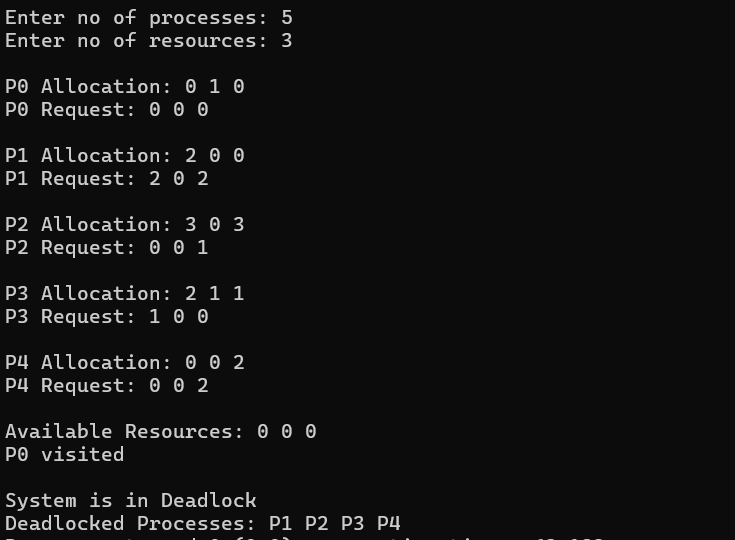 Enter no of processes: 5
Enter no of resources: 3
P0 Allocation: 0 1 0
P0 Request: 0 0 0
P1 Allocation: 2 0 0
P1 Request: 2 0 2
P2 Allocation: 3 0 3
P2 Request: 0 0 1
P3 Allocation: 2 1 1
P3 Request: 1 0 0
P4 Allocation: 0 0 2
P4 Request: 0 0 2
Available Resources: 0 0 0
P0 visited
System is in Deadlock
Deadlocked Processes: P1 P2 P3 P4